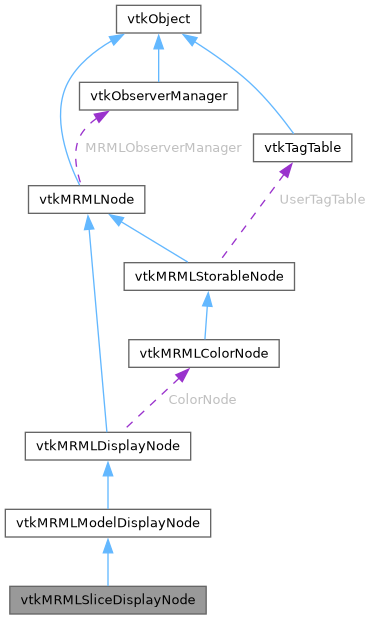 vtkObject
vtkObserverManager
MRMLObserverManager
vtkTagTable
vtkMRMLNode
UserTagTable
vtkMRMLStorableNode
vtkMRMLColorNode
ColorNode
vtkMRMLDisplayNode
vtkMRMLModelDisplayNode
vtkMRMLSliceDisplayNode